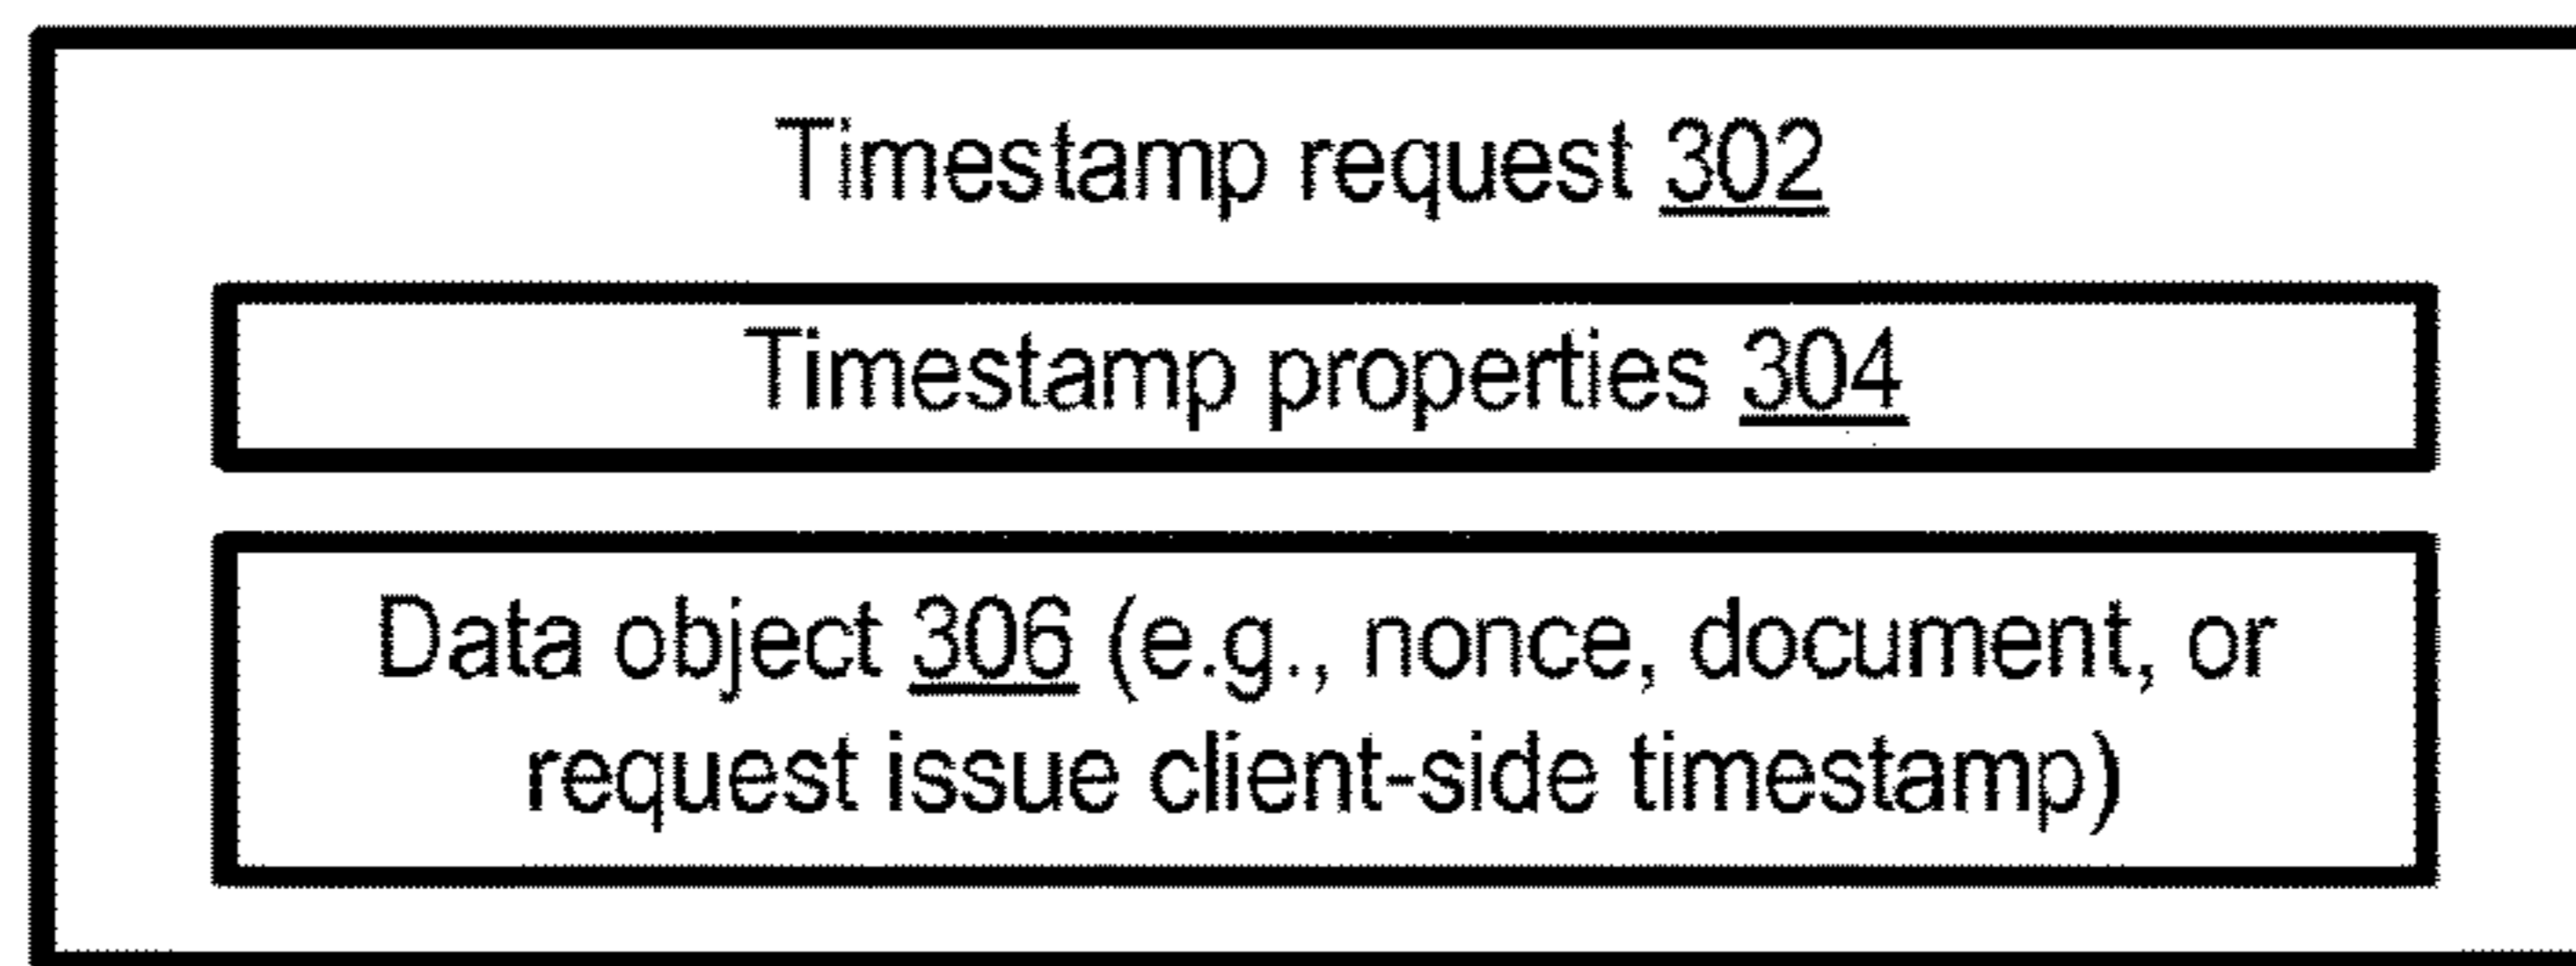 Timestamp request 302
Timestamp properties 304
Data object 306 (e.g., nonce, document, or
request issue client-side timestamp)